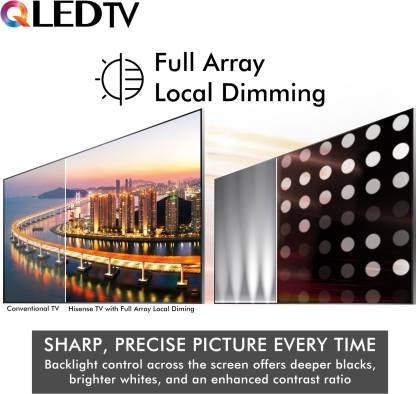 QLEDTV
Full Array
Local Dimming
Conventional TV
Hisense TV with Full Array Local Diming
SHARP, PRECISE PICTURE EVERY TIME
Backlight control across the screen offers deeper blacks,
brighter whites, and an enhanced contrast ratio